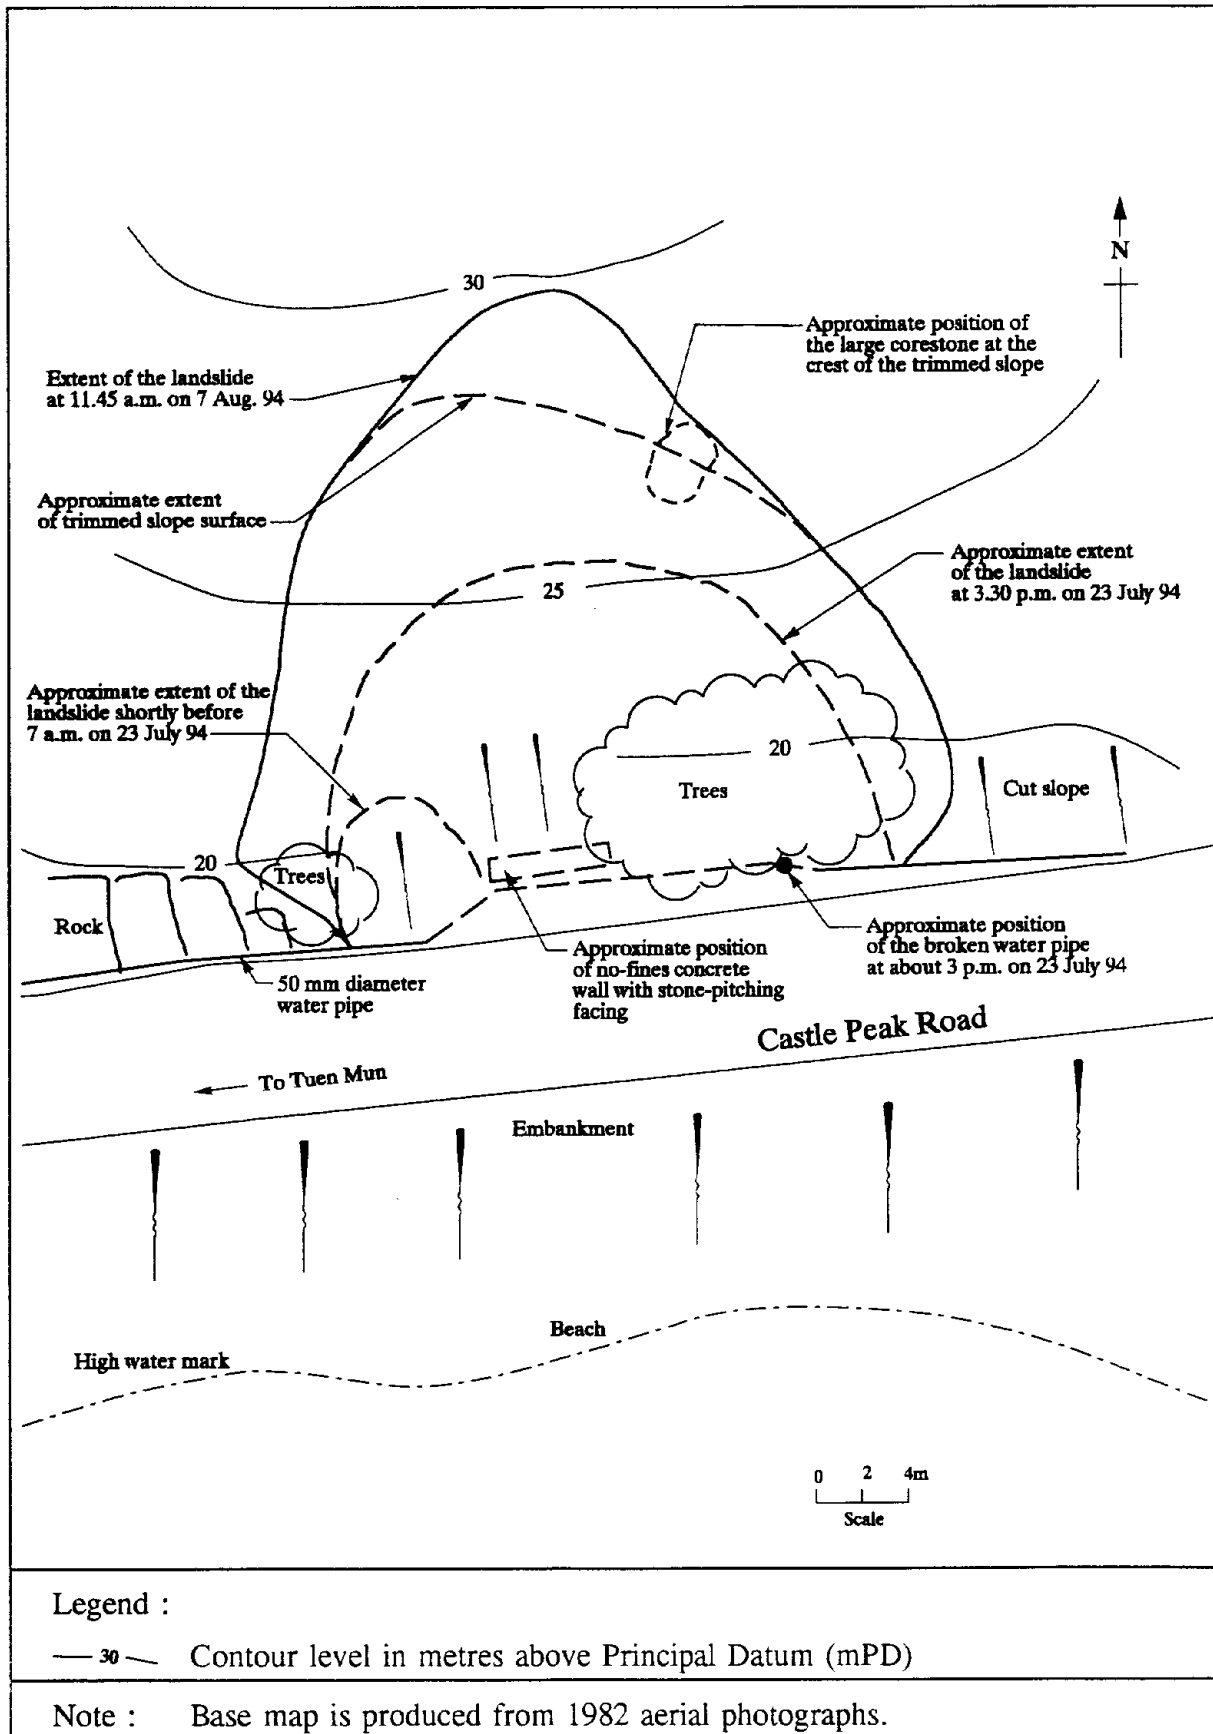 30
N
Approximate position of
the large corestone at the
crest of the trimmed slope
Extent of the landslide
at 11.45 a.m. on 7 Aug. 94
Approximate extent
of trimmed slope surface
Approximate extent
of the landslide
at 3.30 p.m. on 23 July 94
25
Approximate extent of the
landslide shortly before
7 a.m. on 23 July 94
20
Trees
Cut slope
20
Trees
Rock
Approximate position
of the broken water pipe
at about 3 p.m. on 23 July 94
Approximate position
of no-fines concrete
wall with stone-pitching
facing
50 mm diameter
water pipe
Castle Peak Road
To Tuen Mun
Embankment
Beach
High water mark
0 2 4m
Scale
Legend :
30 Contour level in metres above Principal Datum (mPD)
Note : Base map is produced from 1982 aerial photographs.